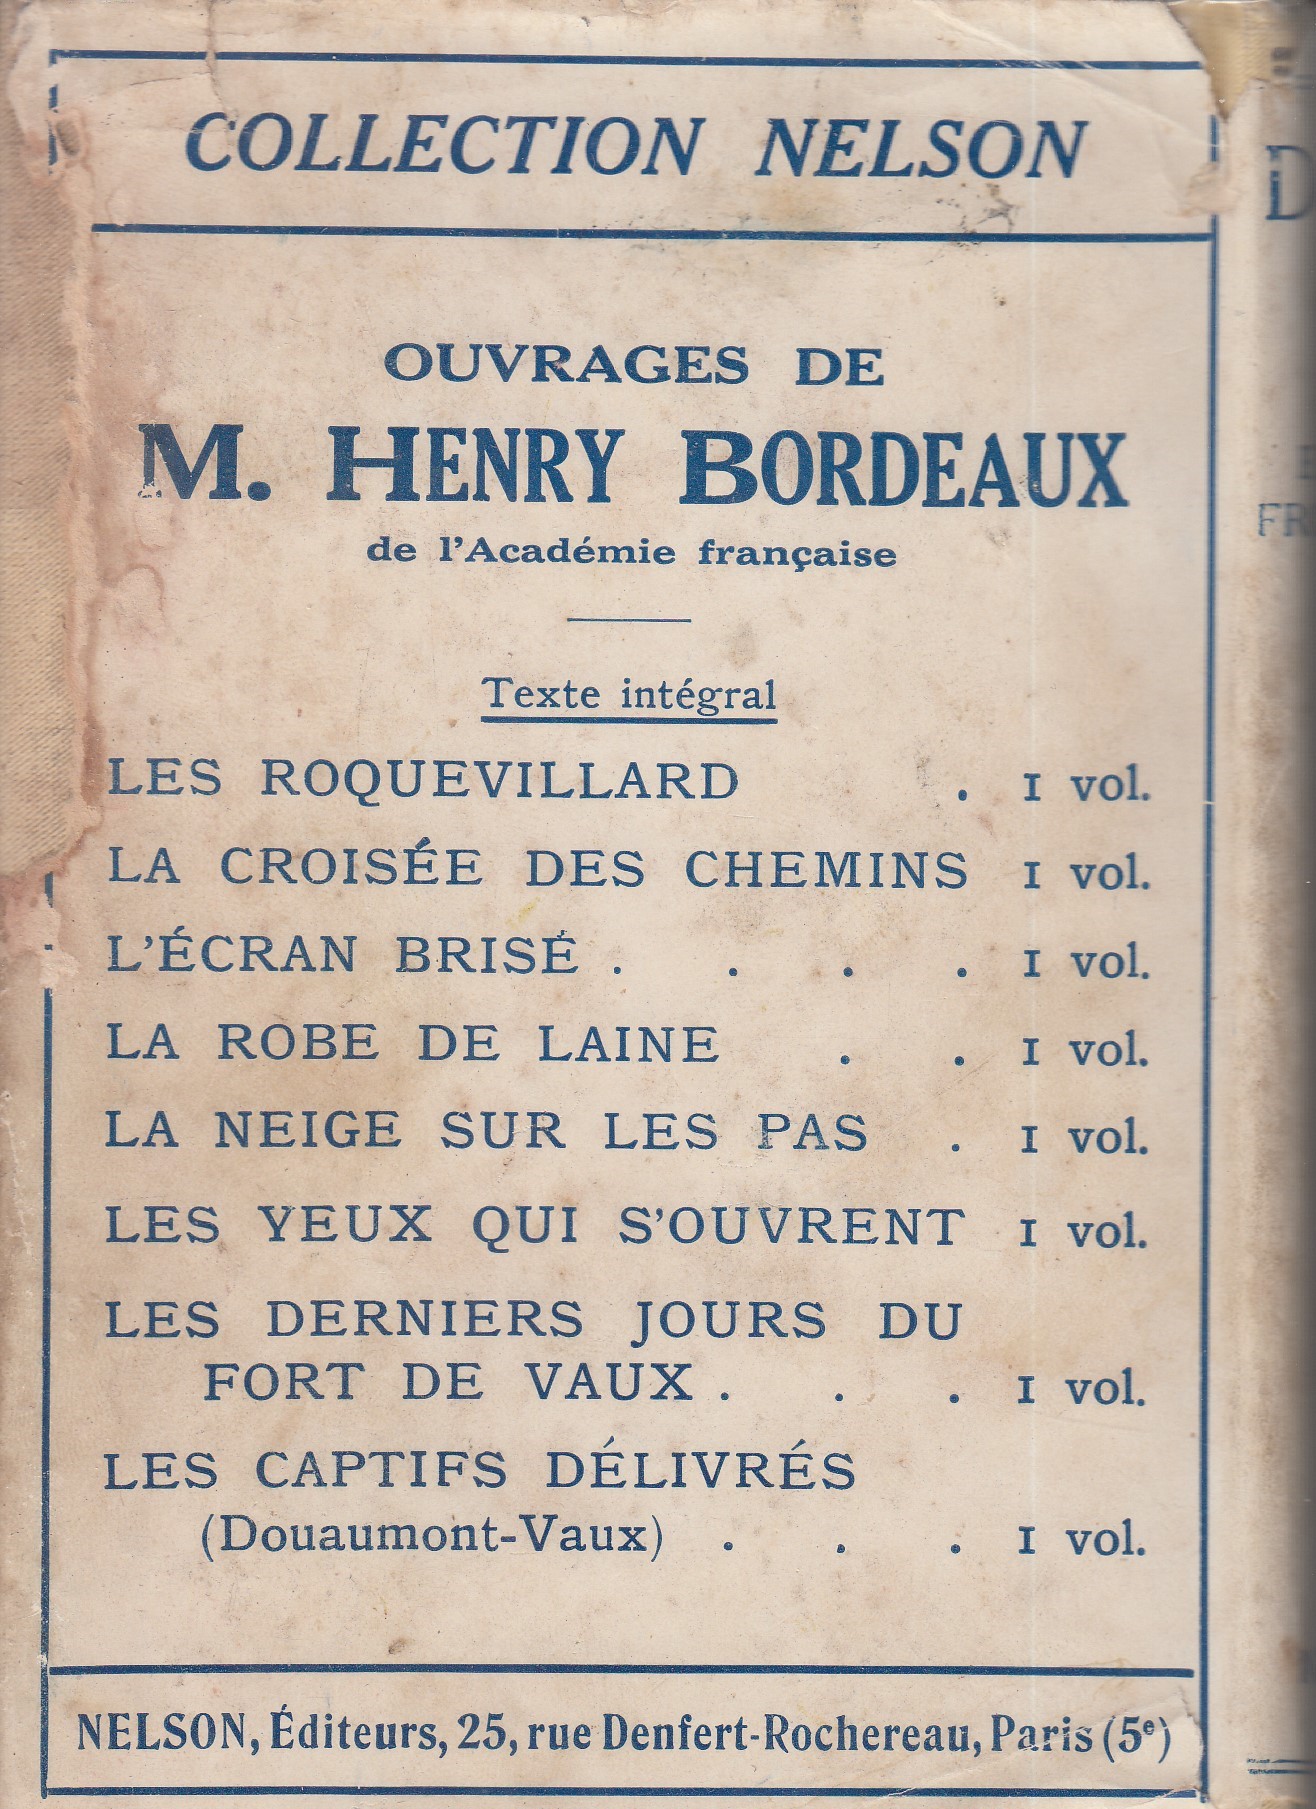 COLLECTION NELSON
OUVRAGES DE
M. HENRY BORDEAUX
de l'Académie française
Texte intégral
LES ROQUEVILLARD . I vol.
LA CROISÉE DES CHEMINS I vol.
L'ÉCRAN BRISÉ . . . . I vol.
LA ROBE DE LAINE . . I vol.
LA NEIGE SUR LES PAS . I vol.
LES YEUX QUI S'OUVRENT I vol.
LES DERNIERS JOURS DU
FORT DE VAUX . . . I vol.
LES CAPTIFS DÉLIVRÉS
(Douaumont-Vaux) . . . I vol.
NELSON, Éditeurs, 25, rue Denfert-Rochereau, Paris (5e)